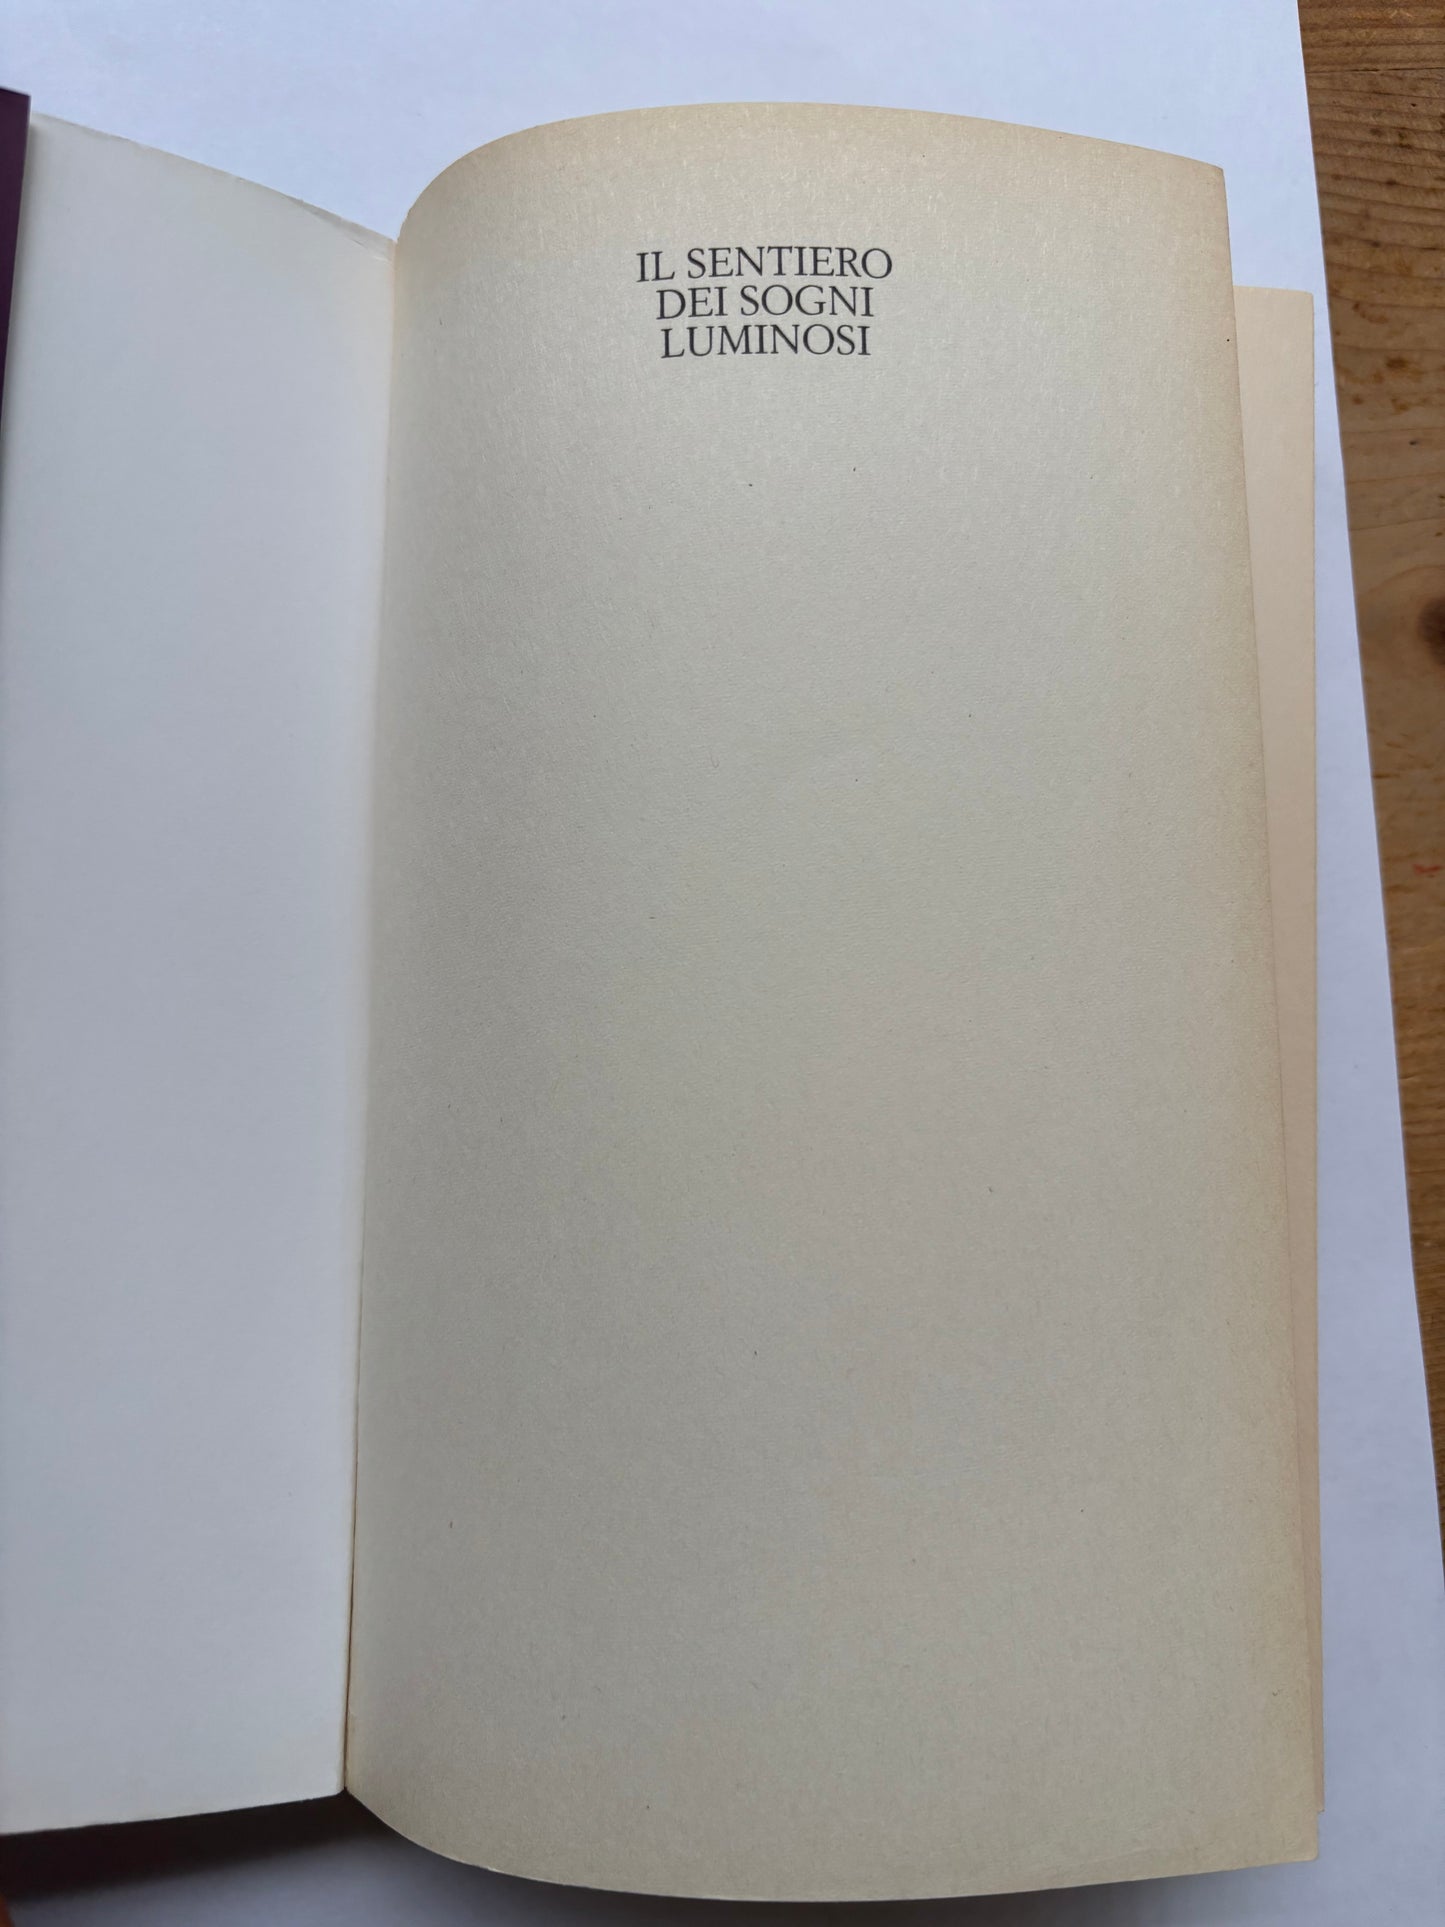 IL SENTIERO
DEI SOGNI
LUMINOSI